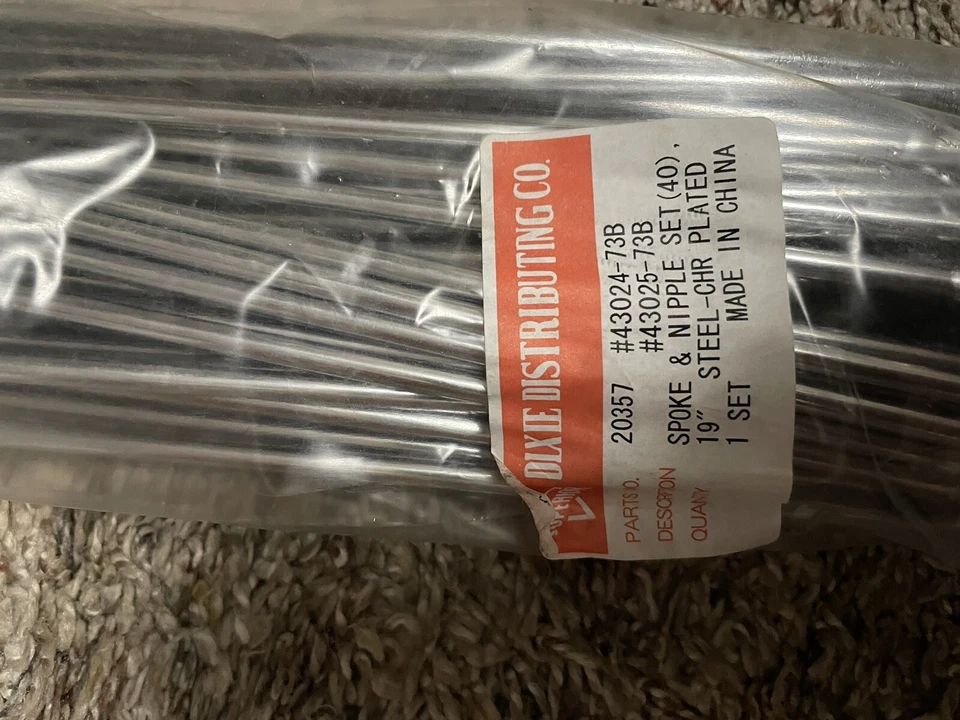 DIXIE DISTRIBUTING CO.
PARTS NO. 20357 #43024-73B
#43025-73B
DESCRIPTION SPOKE & NIPPLE SET(40),
19" STEEL-CHR PLATED
QUANTITY 1 SET MADE IN CHINA